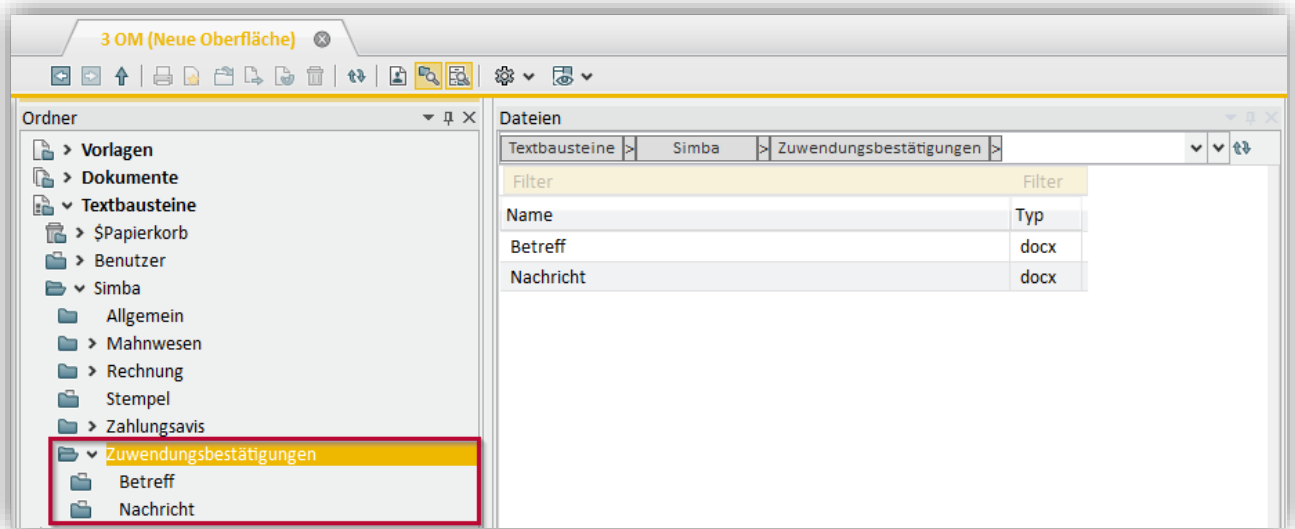 3 OM (Neue Oberfläche)
Ordner
Vorlagen
Dokumente
Textbausteine
$Papierkorb
Benutzer
Simba
Allgemein
Mahnwesen
Rechnung
Stempel
Zahlungsavis
Zuwendungsbestätigungen
Betreff
Nachricht
Dateien
Textbausteine > Simba > Zuwendungsbestätigungen >
Filter Filter
Name Typ
Betreff docx
Nachricht docx